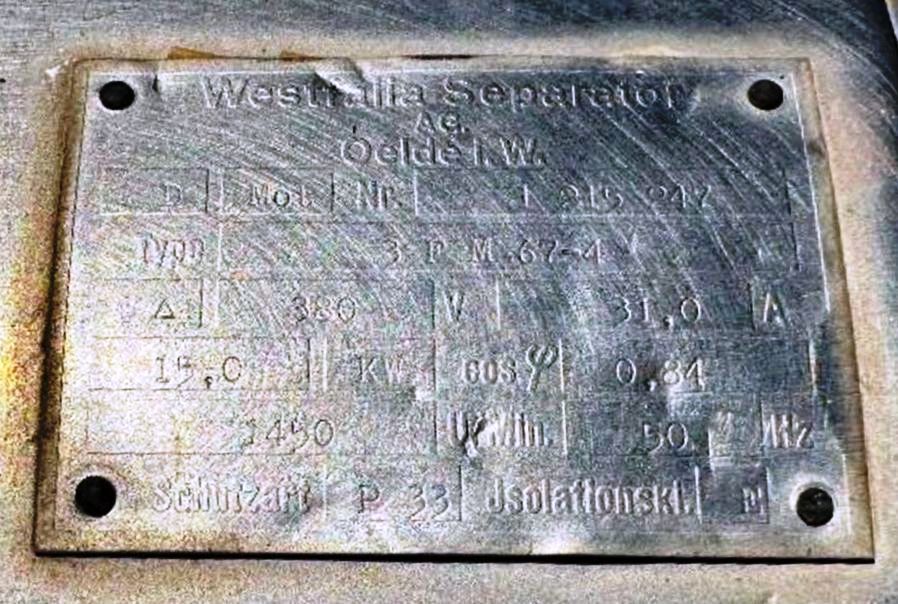 Westfalia Separator
AG.
Oelde i.W.
D Mot. Nr. 1 915 947
Typ 3 F M 67-4
Δ 380 V 31,0 A
15,0 KW cos φ 0,84
1450 U/Min. 50 Hz
Schutzart P 33 Isolationskl. E